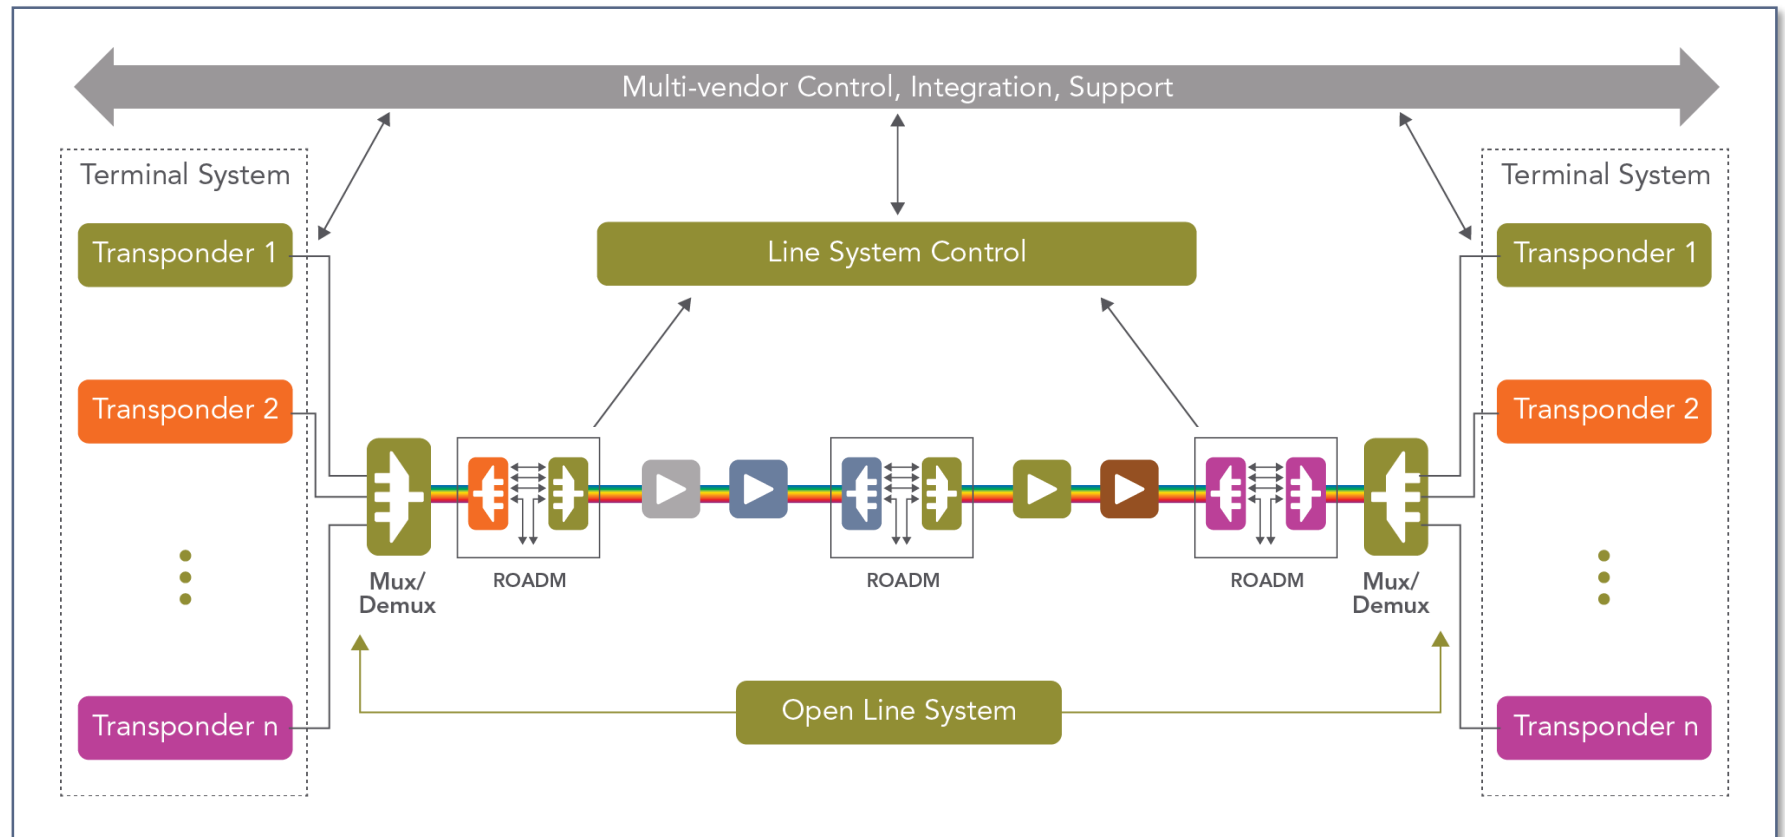 Multi-vendor Control, Integration, Support
Terminal System
Terminal System
Transponder 1
Line System Control
Transponder 1
Transponder 2
Transponder 2
Mux/
Demux
ROADM
ROADM
ROADM
Mux/
Demux
Transponder n
Open Line System
Transponder n